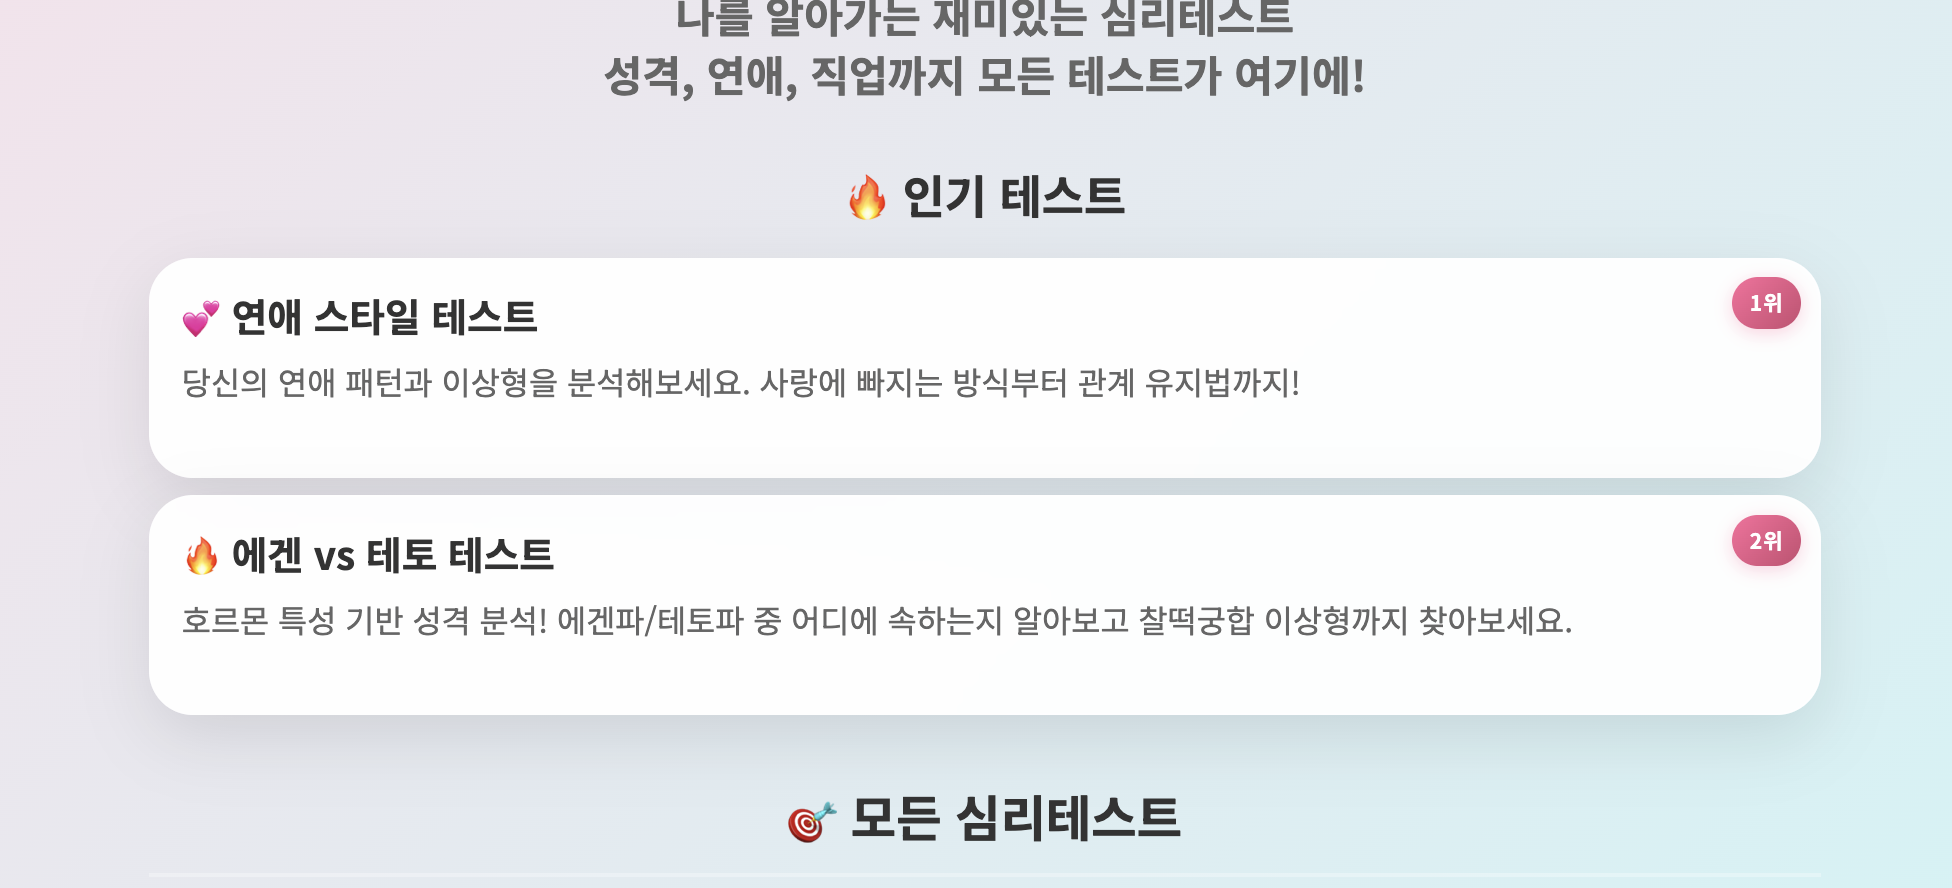 나를 알아가는 재미있는 심리테스트
성격, 연애, 직업까지 모든 테스트가 여기에!
🔥 인기 테스트
💕 연애 스타일 테스트
1위
당신의 연애 패턴과 이상형을 분석해보세요. 사랑에 빠지는 방식부터 관계 유지법까지!
🔥 에겐 vs 테토 테스트
2위
호르몬 특성 기반 성격 분석! 에겐파/테토파 중 어디에 속하는지 알아보고 찰떡궁합 이상형까지 찾아보세요.
🎯 모든 심리테스트